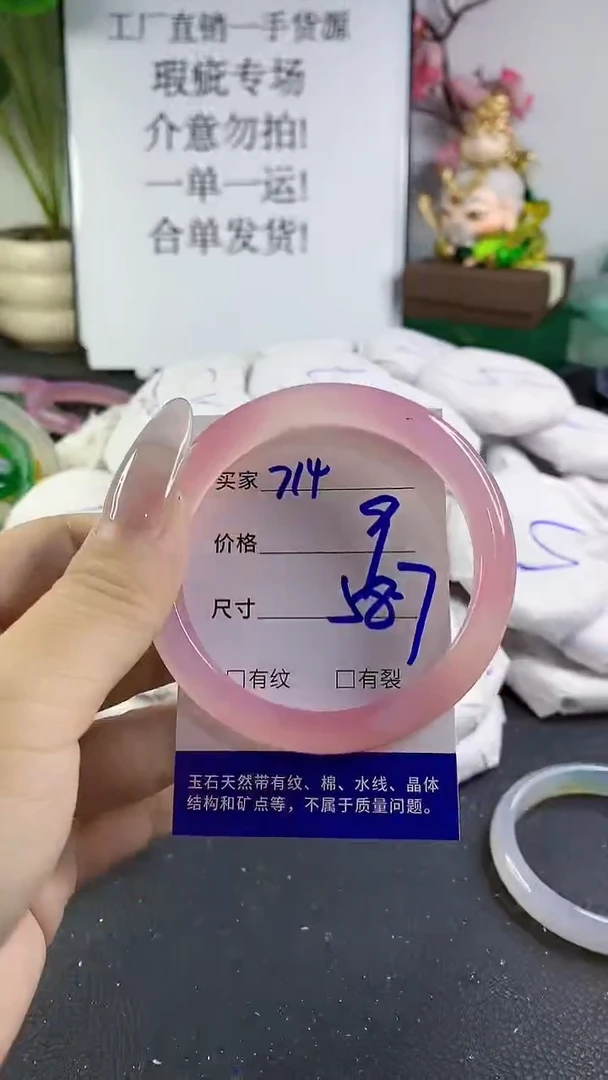 工厂直销一手货源
瑕疵专场
介意勿拍!
一单一运!
合单发货!
买家 714
价格
尺寸 587
□有纹 □有裂
玉石天然带有纹、棉、水线、晶体
结构和矿点等，不属于质量问题。